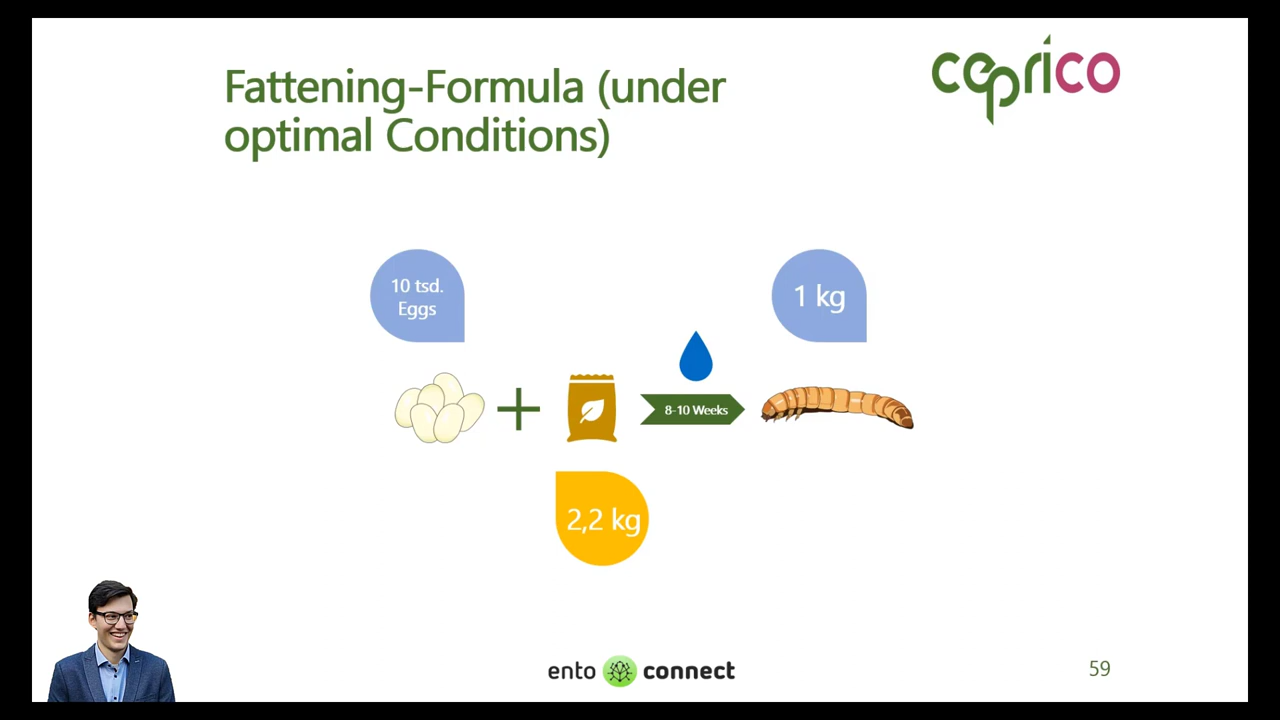 Fattening-Formula (under
optimal Conditions)
ceprico
10 tsd.
Eggs
1 kg
8-10 Weeks
2,2 kg
ento connect
59